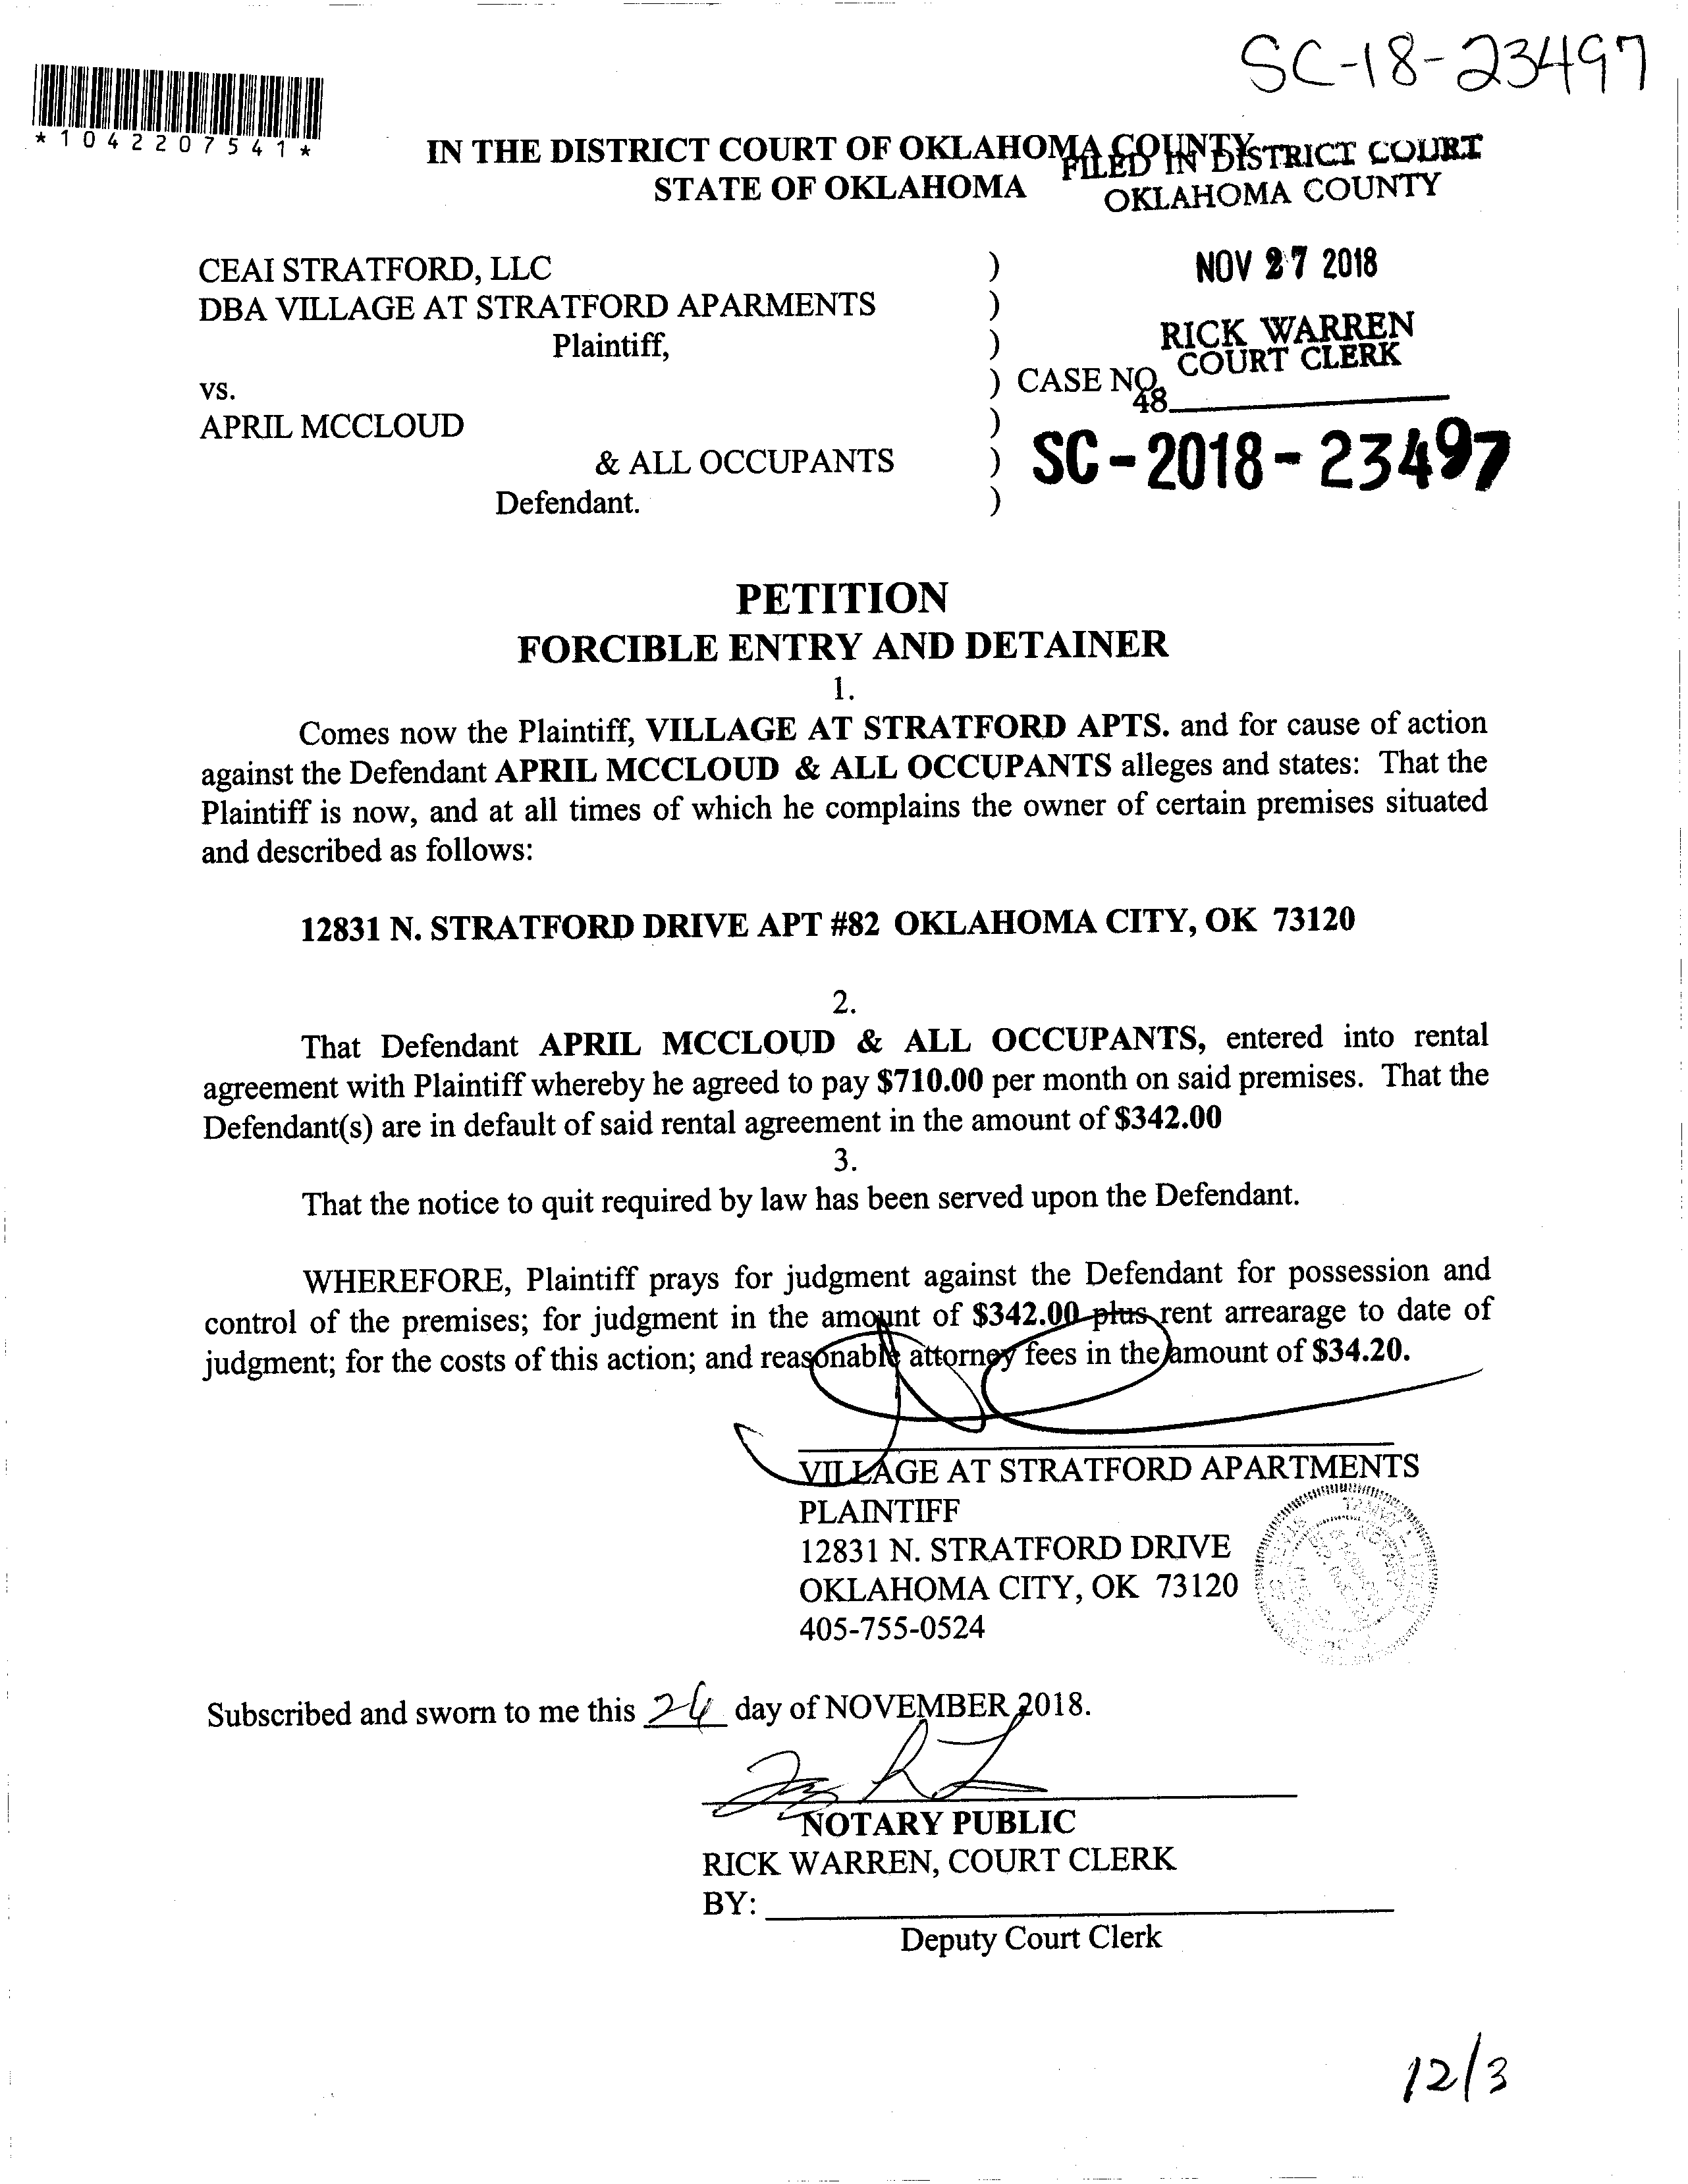 SC-18-23497
*1042207541*
IN THE DISTRICT COURT OF OKLAHOMA COUNTY
STATE OF OKLAHOMA
FILED IN DISTRICT COURT
OKLAHOMA COUNTY
CEAI STRATFORD, LLC )
NOV 27 2018
DBA VILLAGE AT STRATFORD APARMENTS )
Plaintiff, )
RICK WARREN
COURT CLERK
vs. ) CASE NO.
48
APRIL MCCLOUD )
& ALL OCCUPANTS ) SC-2018-23497
Defendant. )
PETITION
FORCIBLE ENTRY AND DETAINER
1.
Comes now the Plaintiff, VILLAGE AT STRATFORD APTS. and for cause of action
against the Defendant APRIL MCCLOUD & ALL OCCUPANTS alleges and states: That the
Plaintiff is now, and at all times of which he complains the owner of certain premises situated
and described as follows:
12831 N. STRATFORD DRIVE APT #82 OKLAHOMA CITY, OK 73120
2.
That Defendant APRIL MCCLOUD & ALL OCCUPANTS, entered into rental
agreement with Plaintiff whereby he agreed to pay $710.00 per month on said premises. That the
Defendant(s) are in default of said rental agreement in the amount of $342.00
3.
That the notice to quit required by law has been served upon the Defendant.
WHEREFORE, Plaintiff prays for judgment against the Defendant for possession and
control of the premises; for judgment in the amount of $342.00 plus rent arrearage to date of
judgment; for the costs of this action; and reasonable attorney fees in the amount of $34.20.
VILLAGE AT STRATFORD APARTMENTS
PLAINTIFF
12831 N. STRATFORD DRIVE
OKLAHOMA CITY, OK 73120
405-755-0524
Subscribed and sworn to me this 26 day of NOVEMBER 2018.
NOTARY PUBLIC
RICK WARREN, COURT CLERK
BY:
Deputy Court Clerk
12/3